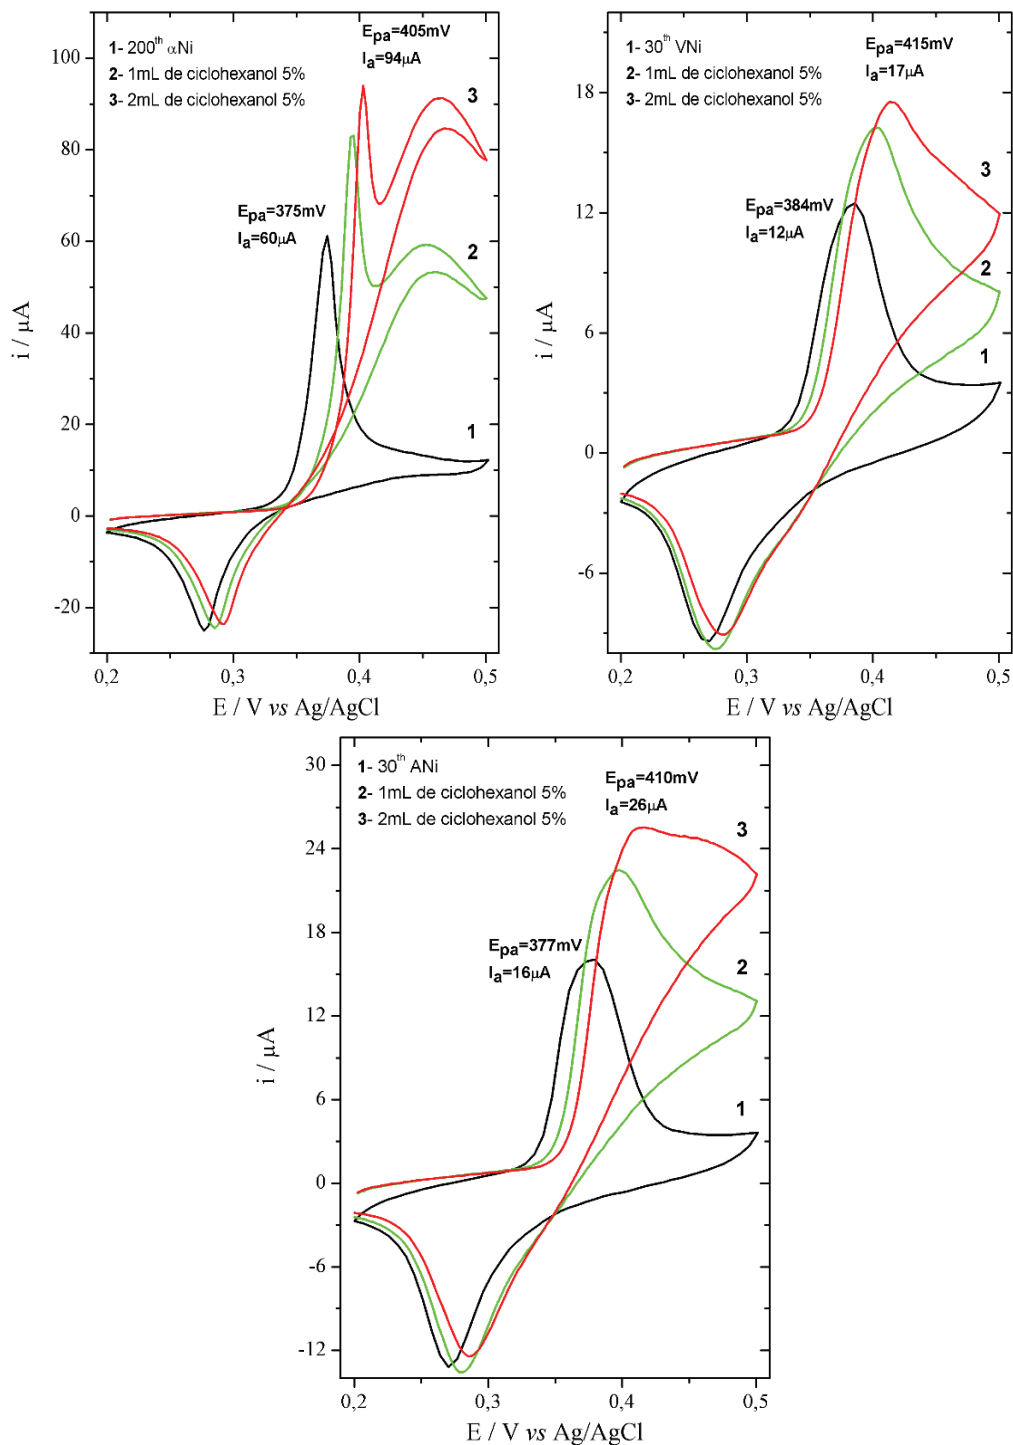 1- 200th αNi
2- 1mL de ciclohexanol 5%
3- 2mL de ciclohexanol 5%
Epa=405mV
Ia=94µA
Epa=375mV
Ia=60µA
3
2
1
100
80
60
40
20
0
-20
i / µA
0,2 0,3 0,4 0,5
E / V vs Ag/AgCl
1- 30th VNi
2- 1mL de ciclohexanol 5%
3- 2mL de ciclohexanol 5%
Epa=415mV
Ia=17µA
Epa=384mV
Ia=12µA
3
2
1
18
12
6
0
-6
i / µA
0,2 0,3 0,4 0,5
E / V vs Ag/AgCl
1- 30th ANi
2- 1mL de ciclohexanol 5%
3- 2mL de ciclohexanol 5%
Epa=410mV
Ia=26µA
Epa=377mV
Ia=16µA
3
2
1
30
24
18
12
6
0
-6
-12
i / µA
0,2 0,3 0,4 0,5
E / V vs Ag/AgCl